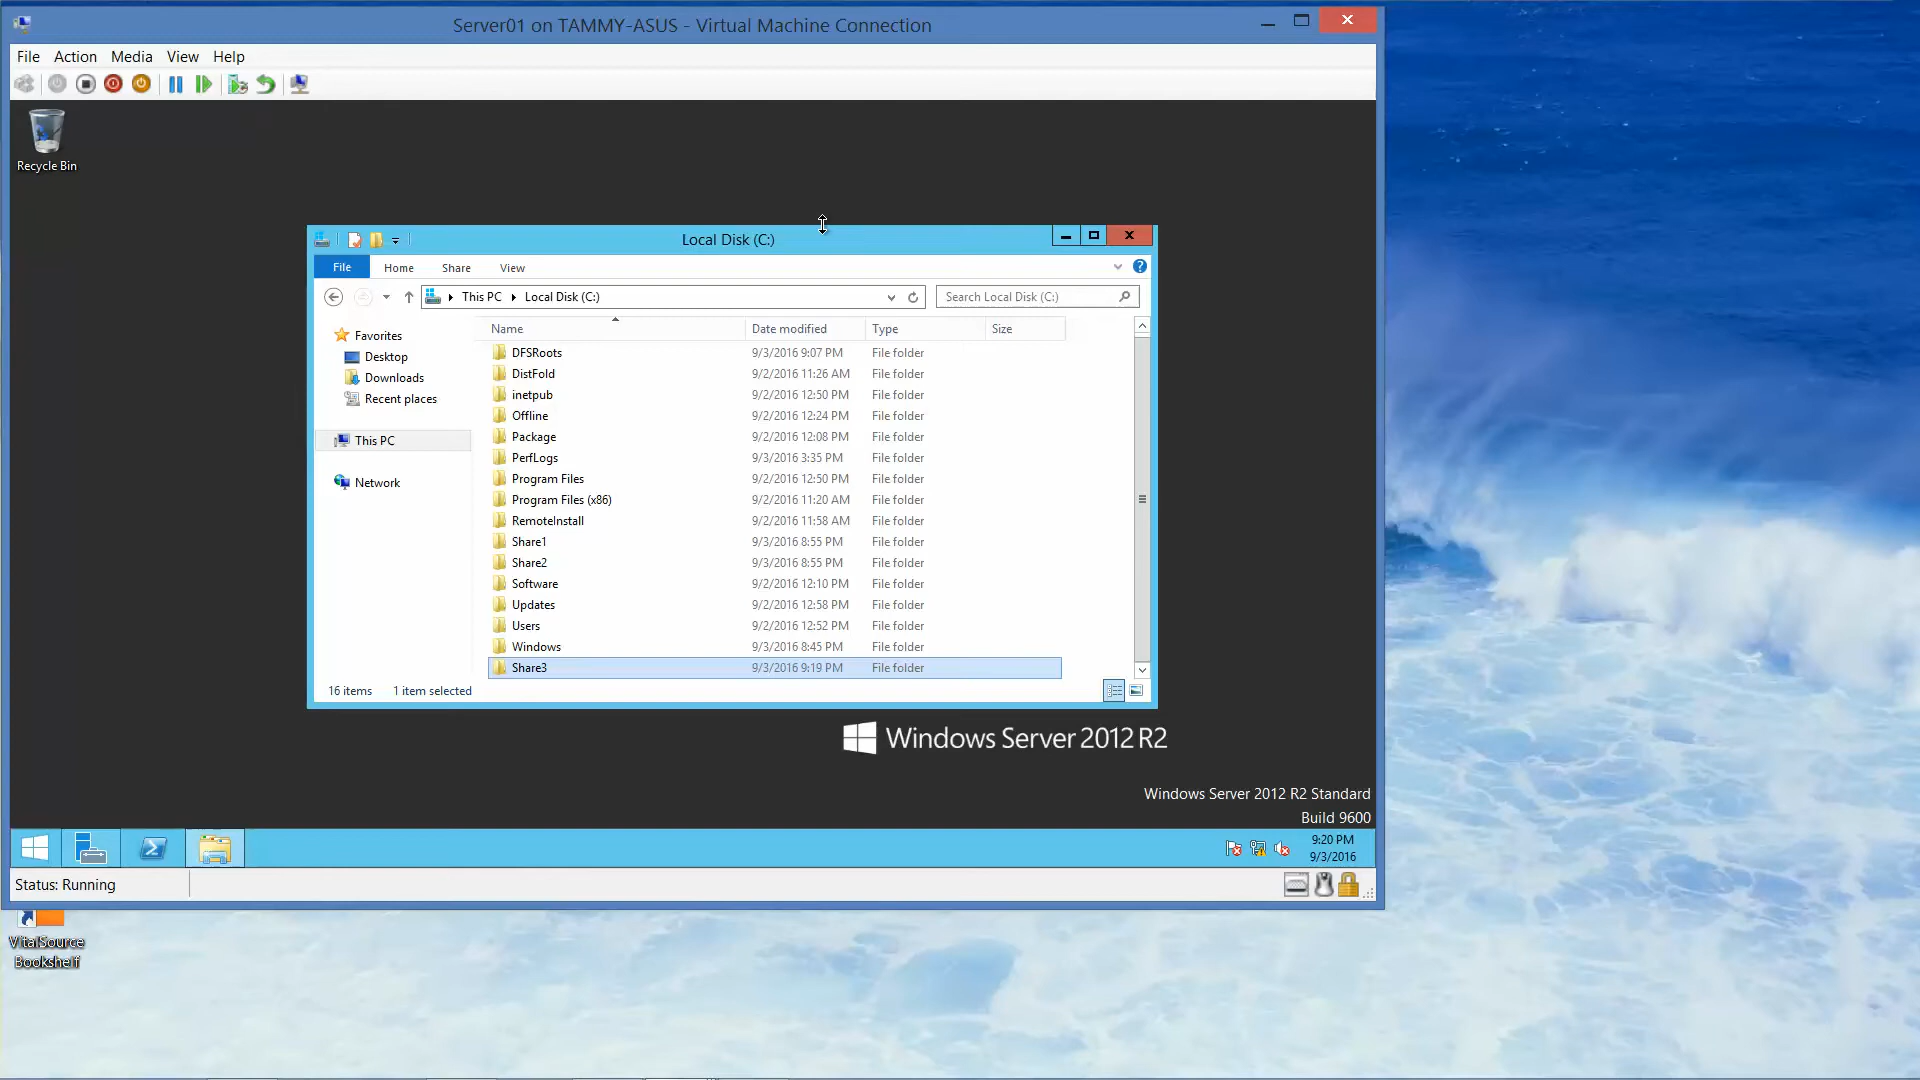 Server01 on TAMMY-ASUS - Virtual Machine Connection
File Action Media View Help
Recycle Bin
Local Disk (C:)
File Home Share View
This PC Local Disk (C:) Search Local Disk (C:)
Favorites
Desktop
Downloads
Recent places
This PC
Network
Name Date modified Type Size
DFSRoots 9/3/2016 9:07 PM File folder
DistFold 9/2/2016 11:26 AM File folder
inetpub 9/2/2016 12:50 PM File folder
Offline 9/2/2016 12:24 PM File folder
Package 9/2/2016 12:08 PM File folder
PerfLogs 9/3/2016 3:35 PM File folder
Program Files 9/2/2016 12:50 PM File folder
Program Files (x86) 9/2/2016 11:20 AM File folder
RemoteInstall 9/2/2016 11:58 AM File folder
Share1 9/3/2016 8:55 PM File folder
Share2 9/3/2016 8:55 PM File folder
Software 9/2/2016 12:10 PM File folder
Updates 9/2/2016 12:58 PM File folder
Users 9/2/2016 12:52 PM File folder
Windows 9/3/2016 8:45 PM File folder
Share3 9/3/2016 9:19 PM File folder
16 items 1 item selected
Windows Server 2012 R2
Windows Server 2012 R2 Standard
Build 9600
9:20 PM
9/3/2016
Status: Running
VitalSource
Bookshelf